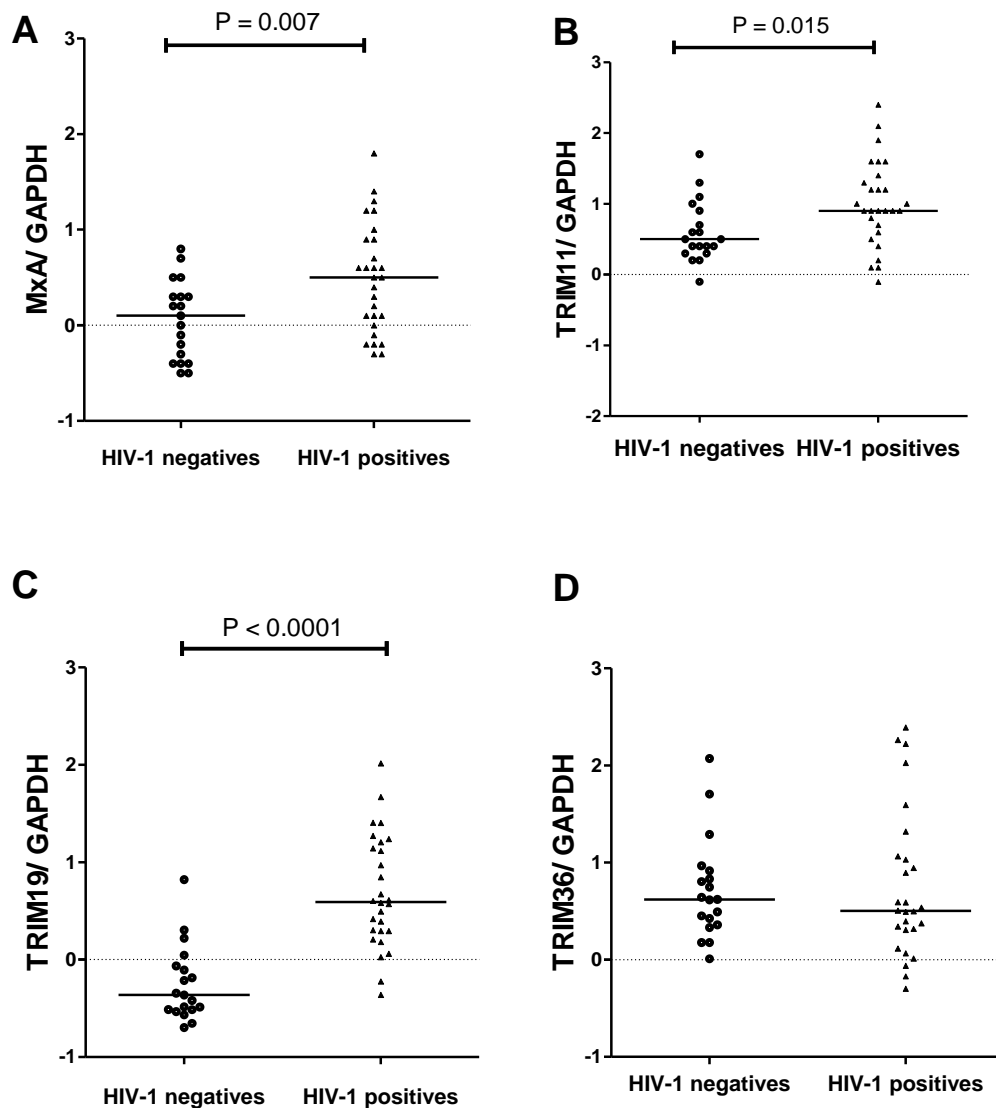 A
P = 0.007
MxA/ GAPDH
3
2
1
0
-1
HIV-1 negatives
HIV-1 positives
B
P = 0.015
TRIM11/ GAPDH
3
2
1
0
-1
-2
HIV-1 negatives
HIV-1 positives
C
P < 0.0001
TRIM19/ GAPDH
3
2
1
0
-1
HIV-1 negatives
HIV-1 positives
D
TRIM36/ GAPDH
3
2
1
0
-1
HIV-1 negatives
HIV-1 positives